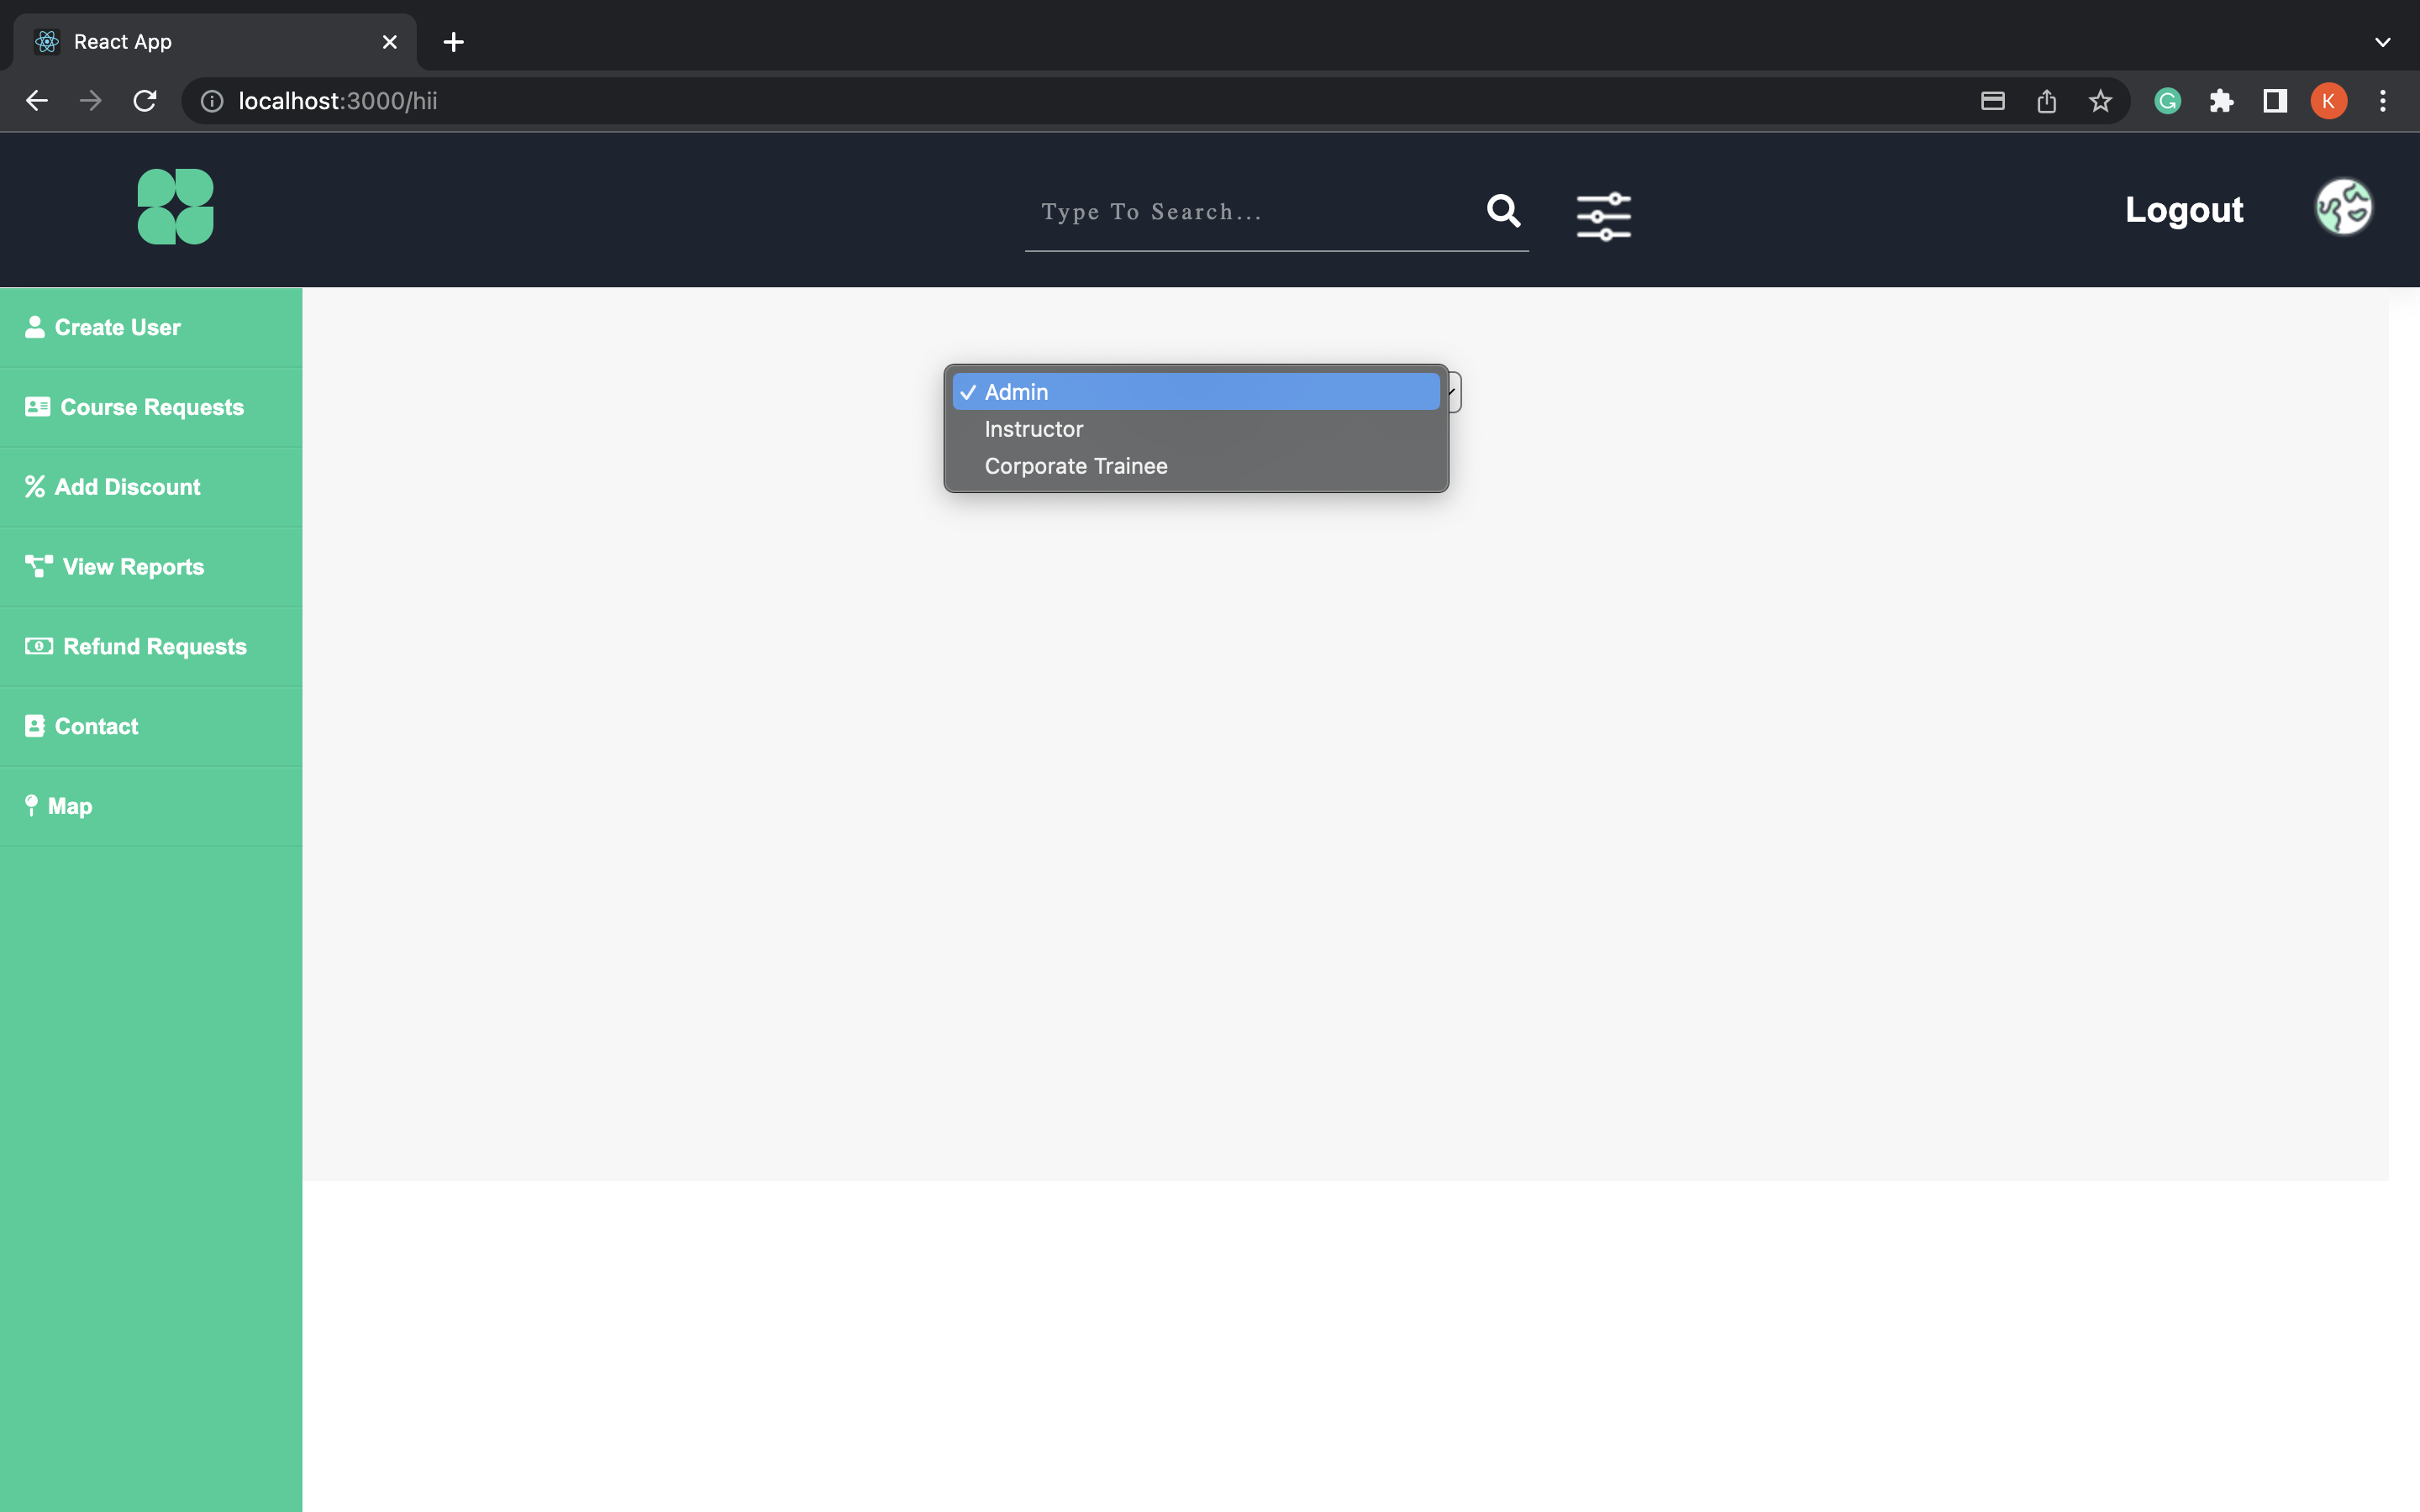 React App
localhost:3000/hii
K
Type To Search...
Logout
Create User
Course Requests
Add Discount
View Reports
Refund Requests
Contact
Map
✓ Admin
Instructor
Corporate Trainee